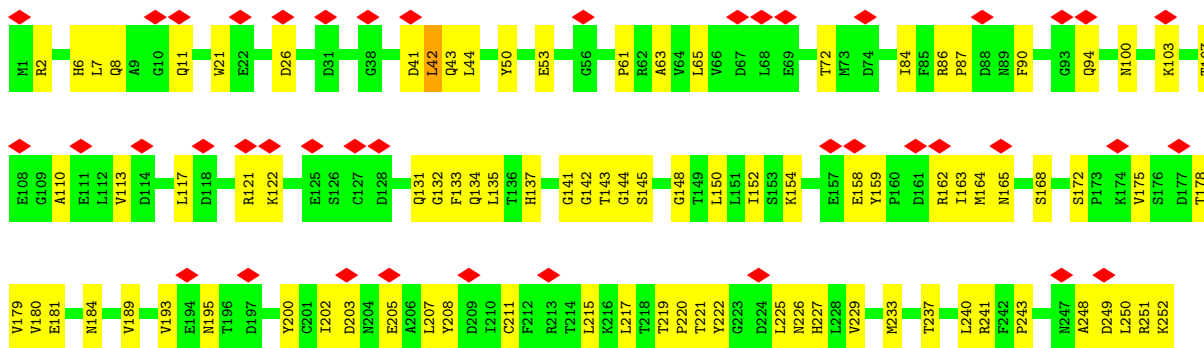 M1 R2 H6 L7 Q8 A9 G10 Q11 W21 E22 D26 D31 G38 D41 L42 Q43 L44 Y50 E53 G56 P61 R62 A63 V64 L65 V66 D67 L68 E69 T72 M73 D74 I84 F85 R86 P87 D88 N89 F90 G93 Q94 N100 K103
E108 G109 A110 E111 L112 V113 D114 L117 D118 R121 K122 E125 S126 C127 D128 Q131 G132 F133 Q134 L135 T136 H137 G141 G142 T143 G144 S145 G148 T149 L150 L151 I152 S153 K154 E157 E158 Y159 P160 D161 R162 I163 M164 N165 S168 S172 P173 K174 V175 S176 D177 T178
V179 V180 E181 N184 V189 V193 E194 N195 T196 D197 Y200 C201 I202 D203 N204 E205 A206 L207 Y208 D209 I210 C211 F212 R213 T214 L215 K216 L217 T218 T219 P220 T221 Y222 G223 D224 L225 N226 H227 L228 V229 M233 T237 L240 R241 F242 P243 N247 A248 D249 L250 R251 K252